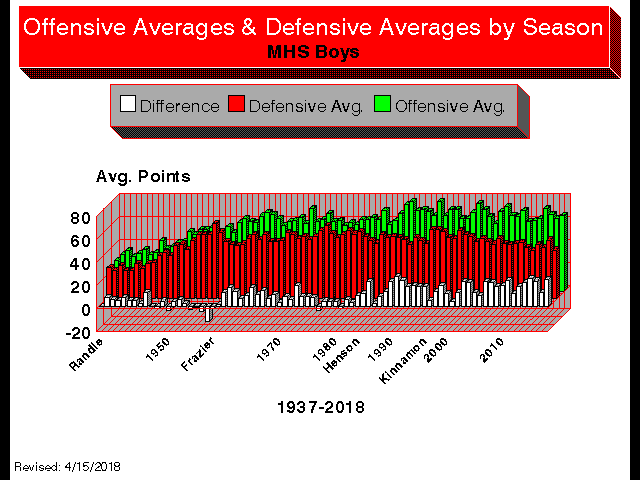 Offensive Averages & Defensive Averages by Season
MHS Boys
Difference Defensive Avg. Offensive Avg.
Avg. Points
80
60
40
20
0
-20
Randle 1950 Frazier 1970 1980 Henson 1990 Kinnamon 2000 2010
1937-2018
Revised: 4/15/2018